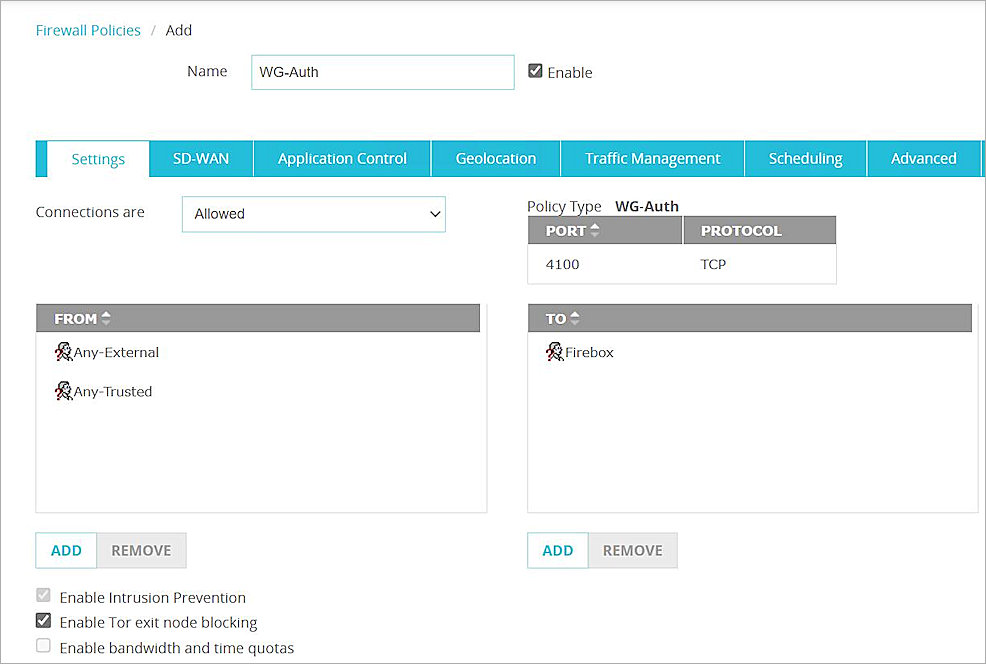 Firewall Policies / Add
Name WG-Auth Enable
Settings SD-WAN Application Control Geolocation Traffic Management Scheduling Advanced
Connections are Allowed
Policy Type WG-Auth
PORT PROTOCOL
4100 TCP
FROM
Any-External
Any-Trusted
TO
Firebox
ADD REMOVE
ADD REMOVE
Enable Intrusion Prevention
Enable Tor exit node blocking
Enable bandwidth and time quotas